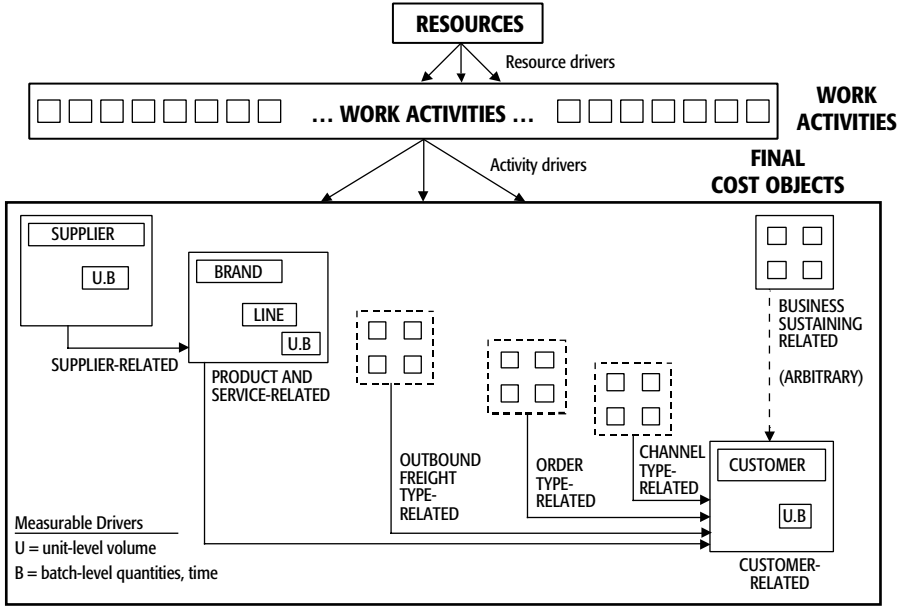 RESOURCES
Resource drivers
... WORK ACTIVITIES ...
WORK
ACTIVITIES
Activity drivers
FINAL
COST OBJECTS
SUPPLIER
U.B
SUPPLIER-RELATED
BRAND
LINE
U.B
PRODUCT AND
SERVICE-RELATED
BUSINESS
SUSTAINING
RELATED
(ARBITRARY)
OUTBOUND
FREIGHT
TYPE-
RELATED
ORDER
TYPE-
RELATED
CHANNEL
TYPE-
RELATED
CUSTOMER
U.B
CUSTOMER-
RELATED
Measurable Drivers
U = unit-level volume
B = batch-level quantities, time